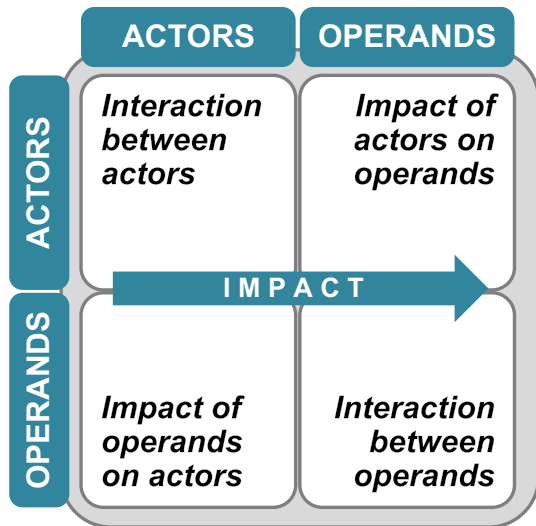 ACTORS
OPERANDS
ACTORS
Interaction
between
actors
Impact of
actors on
operands
IMPACT
OPERANDS
Impact of
operands
on actors
Interaction
between
operands